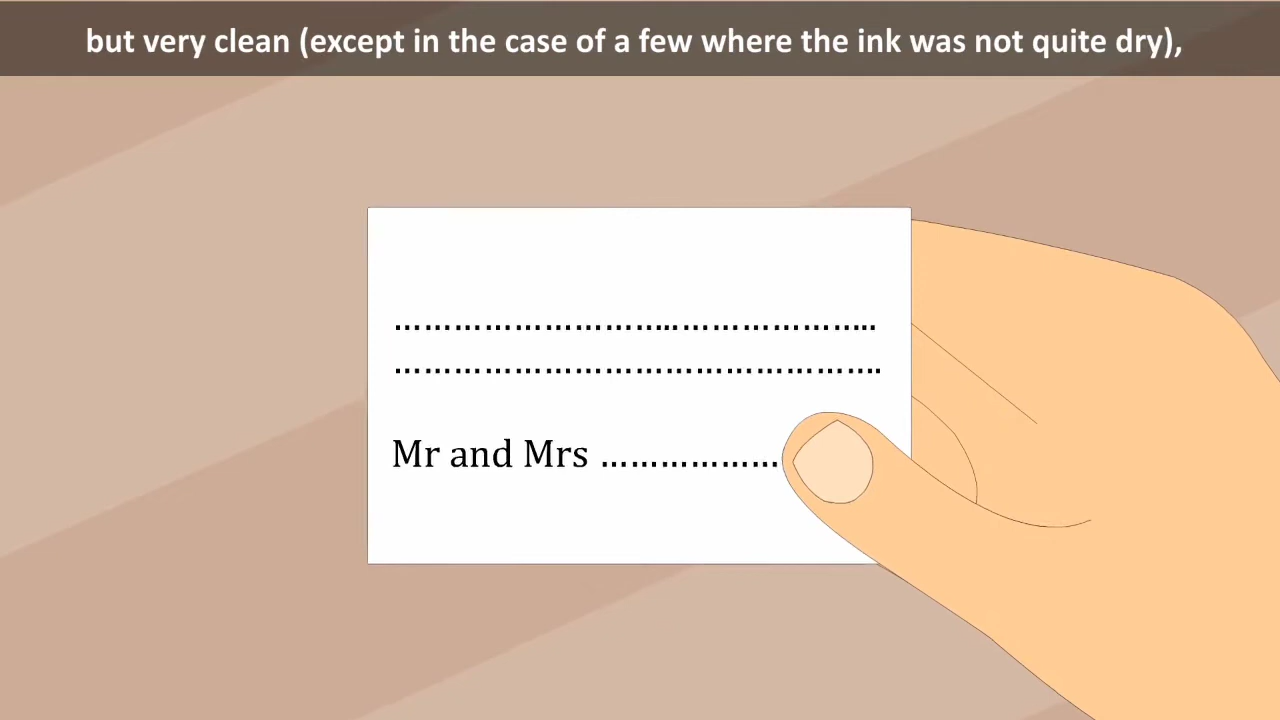 but very clean (except in the case of a few where the ink was not quite dry),
…………………………………………..
………………………………………….
Mr and Mrs ………………